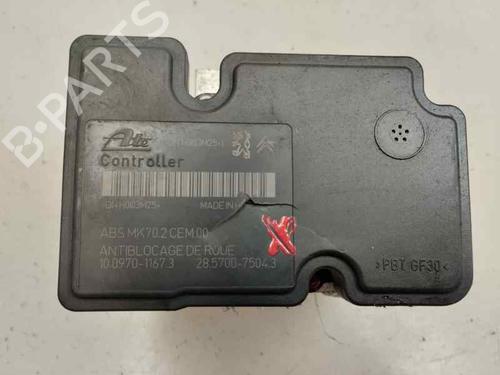 B-PARTS
Ate
Controller
MADE IN
ABS MK70.2 CEM 00
ANTIBLOCAGE DE ROUE
10.0970-1167.3 28.5700-7504.3
>PBT GF30<